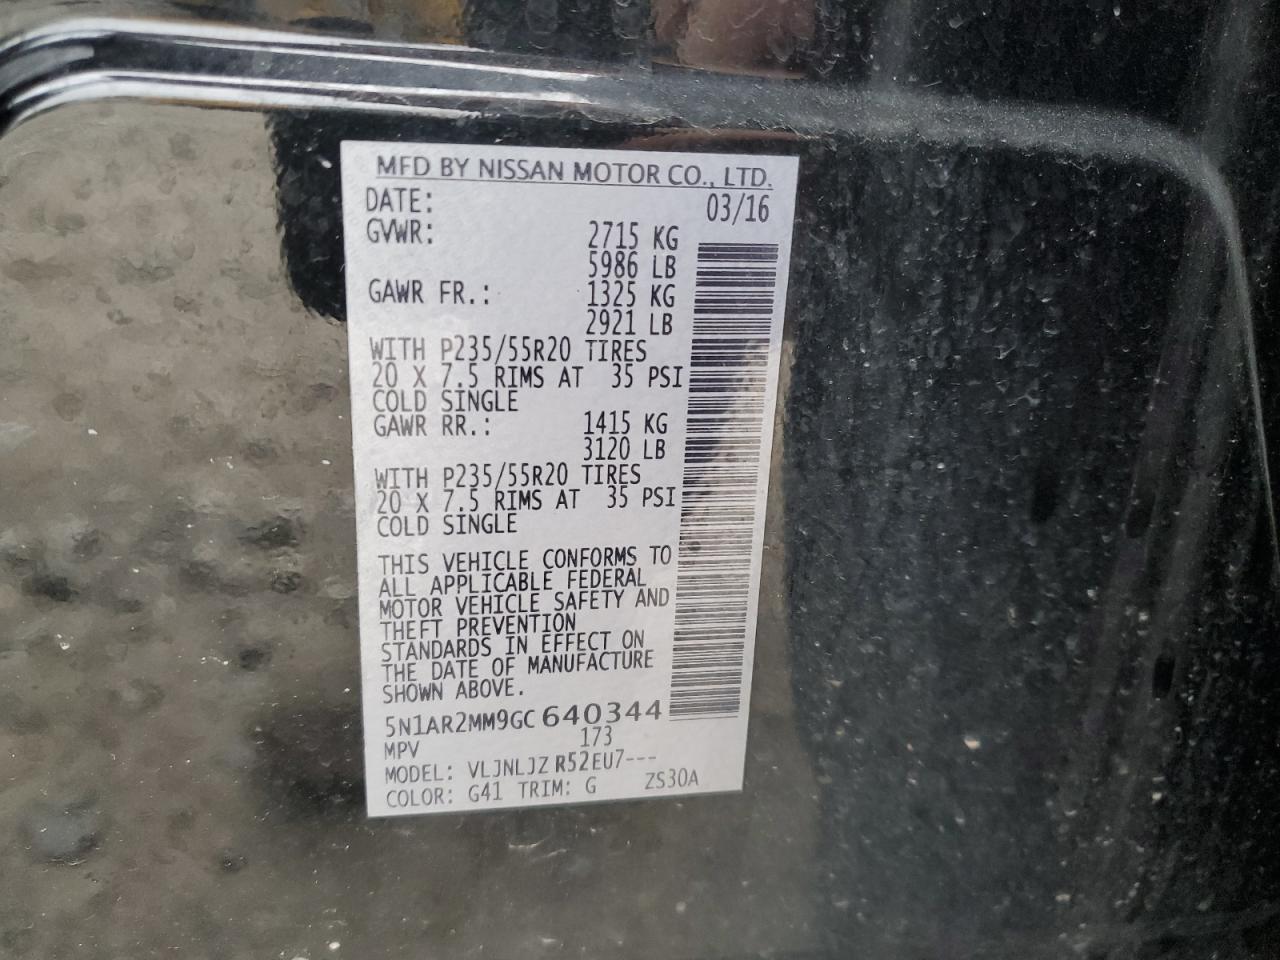 MFD BY NISSAN MOTOR CO., LTD.
DATE: 03/16
GVWR: 2715 KG
5986 LB
GAWR FR.: 1325 KG
2921 LB
WITH P235/55R20 TIRES
20 X 7.5 RIMS AT 35 PSI
COLD SINGLE
GAWR RR.: 1415 KG
3120 LB
WITH P235/55R20 TIRES
20 X 7.5 RIMS AT 35 PSI
COLD SINGLE
THIS VEHICLE CONFORMS TO
ALL APPLICABLE FEDERAL
MOTOR VEHICLE SAFETY AND
THEFT PREVENTION
STANDARDS IN EFFECT ON
THE DATE OF MANUFACTURE
SHOWN ABOVE.
5N1AR2MM9GC 640344
MPV 173
MODEL: VLJNLJZ R52EU7---
COLOR: G41 TRIM: G ZS30A